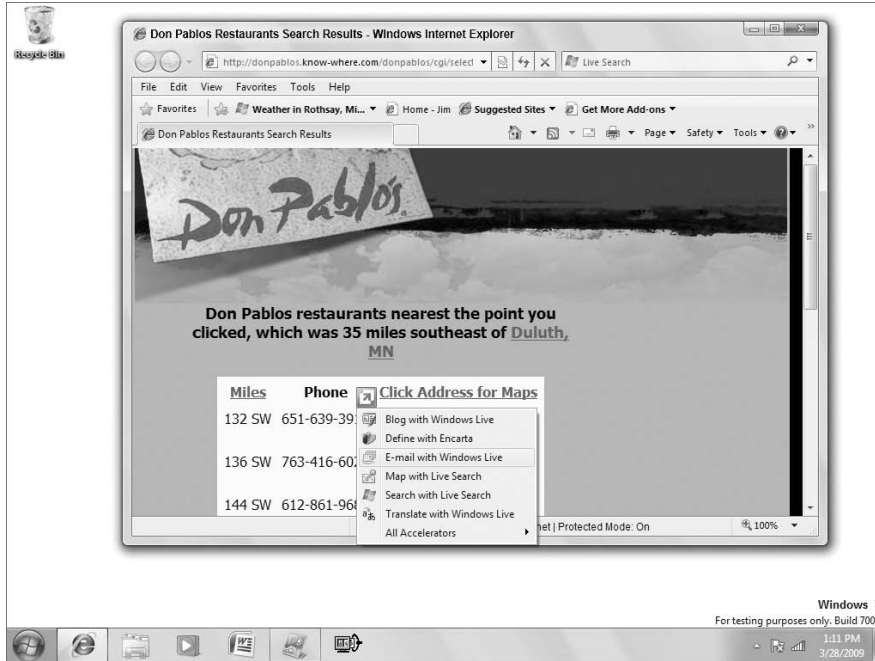 Recycle Bin
Don Pablos Restaurants Search Results - Windows Internet Explorer
http://donpablos.know-where.com/donpablos/cgi/select
Live Search
File Edit View Favorites Tools Help
Favorites Weather in Rothsay, Mi... Home - Jim Suggested Sites Get More Add-ons
Don Pablos Restaurants Search Results Page Safety Tools
Don Pablo's.
Don Pablos restaurants nearest the point you
clicked, which was 35 miles southeast of Duluth,
MN
Miles Phone Click Address for Maps
132 SW
Blog with Windows Live
Define with Encarta
136 SW
E-mail with Windows Live
Map with Live Search
144 SW
Search with Live Search
Translate with Windows Live
All Accelerators
Protected Mode: On 100%
Windows
For testing purposes only. Build 700
1:11 PM
3/28/2009